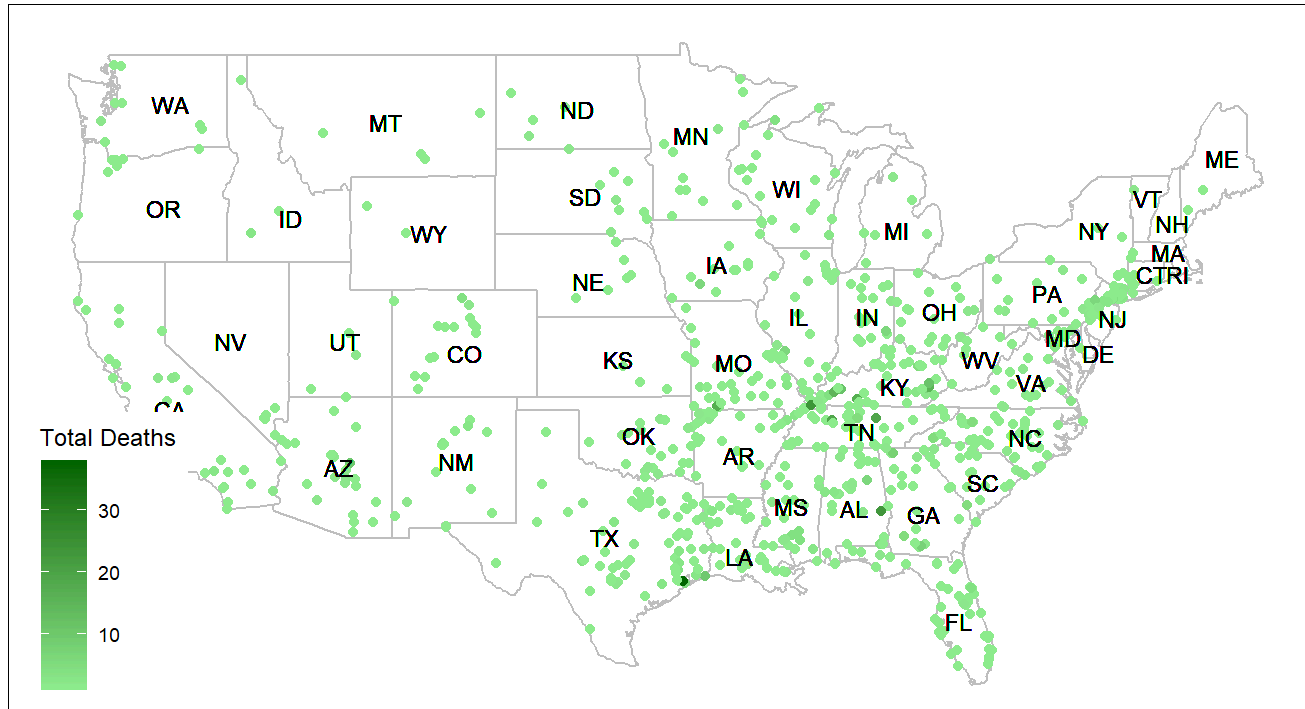 WA
MT
ND
MN
ME
OR
ID
WY
SD
WI
MI
VT
NH
NY
MA
CTRI
IA
NE
PA
NV
UT
CO
KS
MO
IL
IN
OH
NJ
MD
DE
WV
VA
KY
CA
Total Deaths
AZ
NM
OK
AR
TN
NC
SC
MS
AL
GA
TX
LA
FL
30
20
10